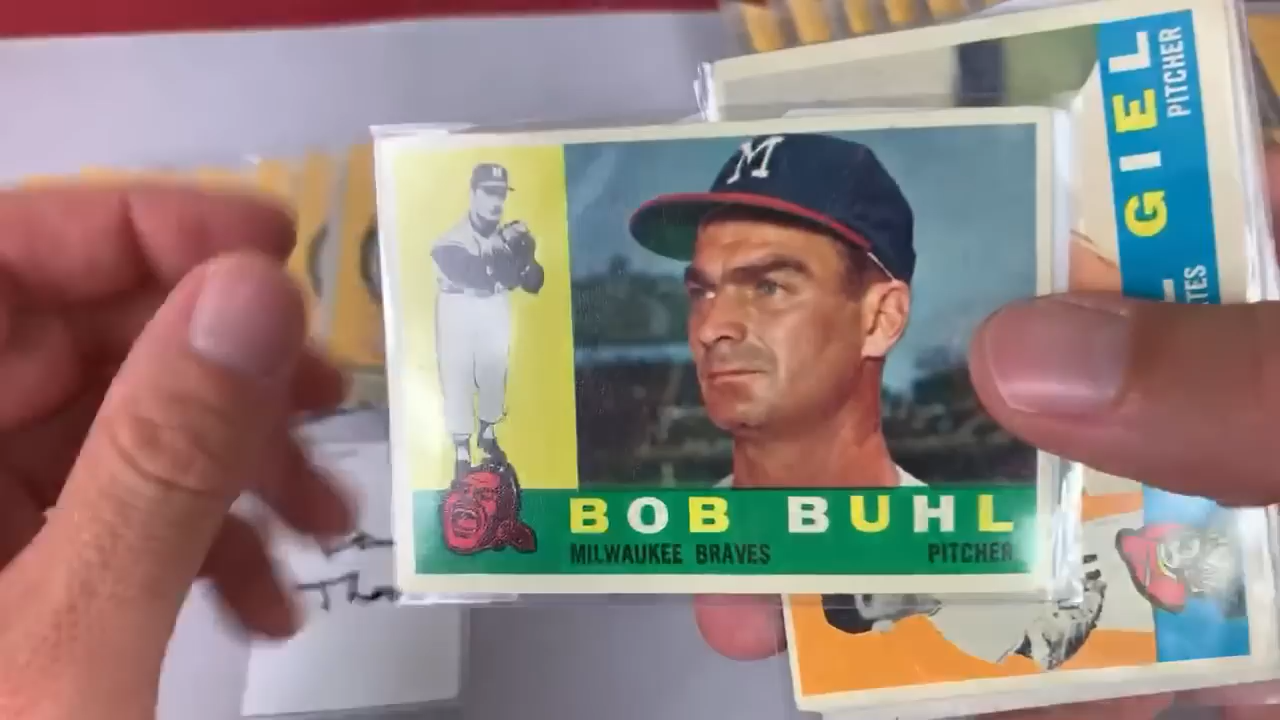 M
BOB BUHL
MILWAUKEE BRAVES PITCHER
GIEL
PITCHER